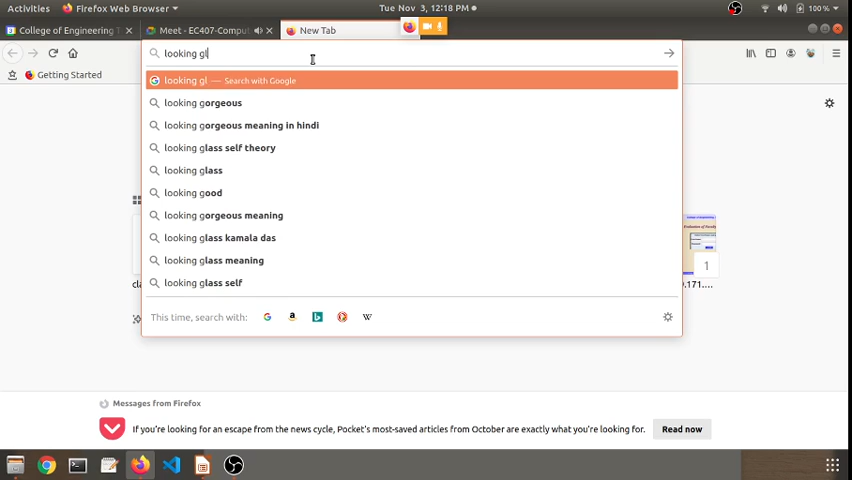 Activities Firefox Web Browser Tue Nov 3, 12:18 PM 100%
College of Engineering T Meet - EC407-Comput New Tab
looking gl
Getting Started
looking gl — Search with Google
looking gorgeous
looking gorgeous meaning in hindi
looking glass self theory
looking glass
looking good
looking gorgeous meaning
looking glass kamala das
looking glass meaning
looking glass self
1
.171....
This time, search with:
Messages from Firefox
If you're looking for an escape from the news cycle, Pocket's most-saved articles from October are exactly what you're looking for. Read now